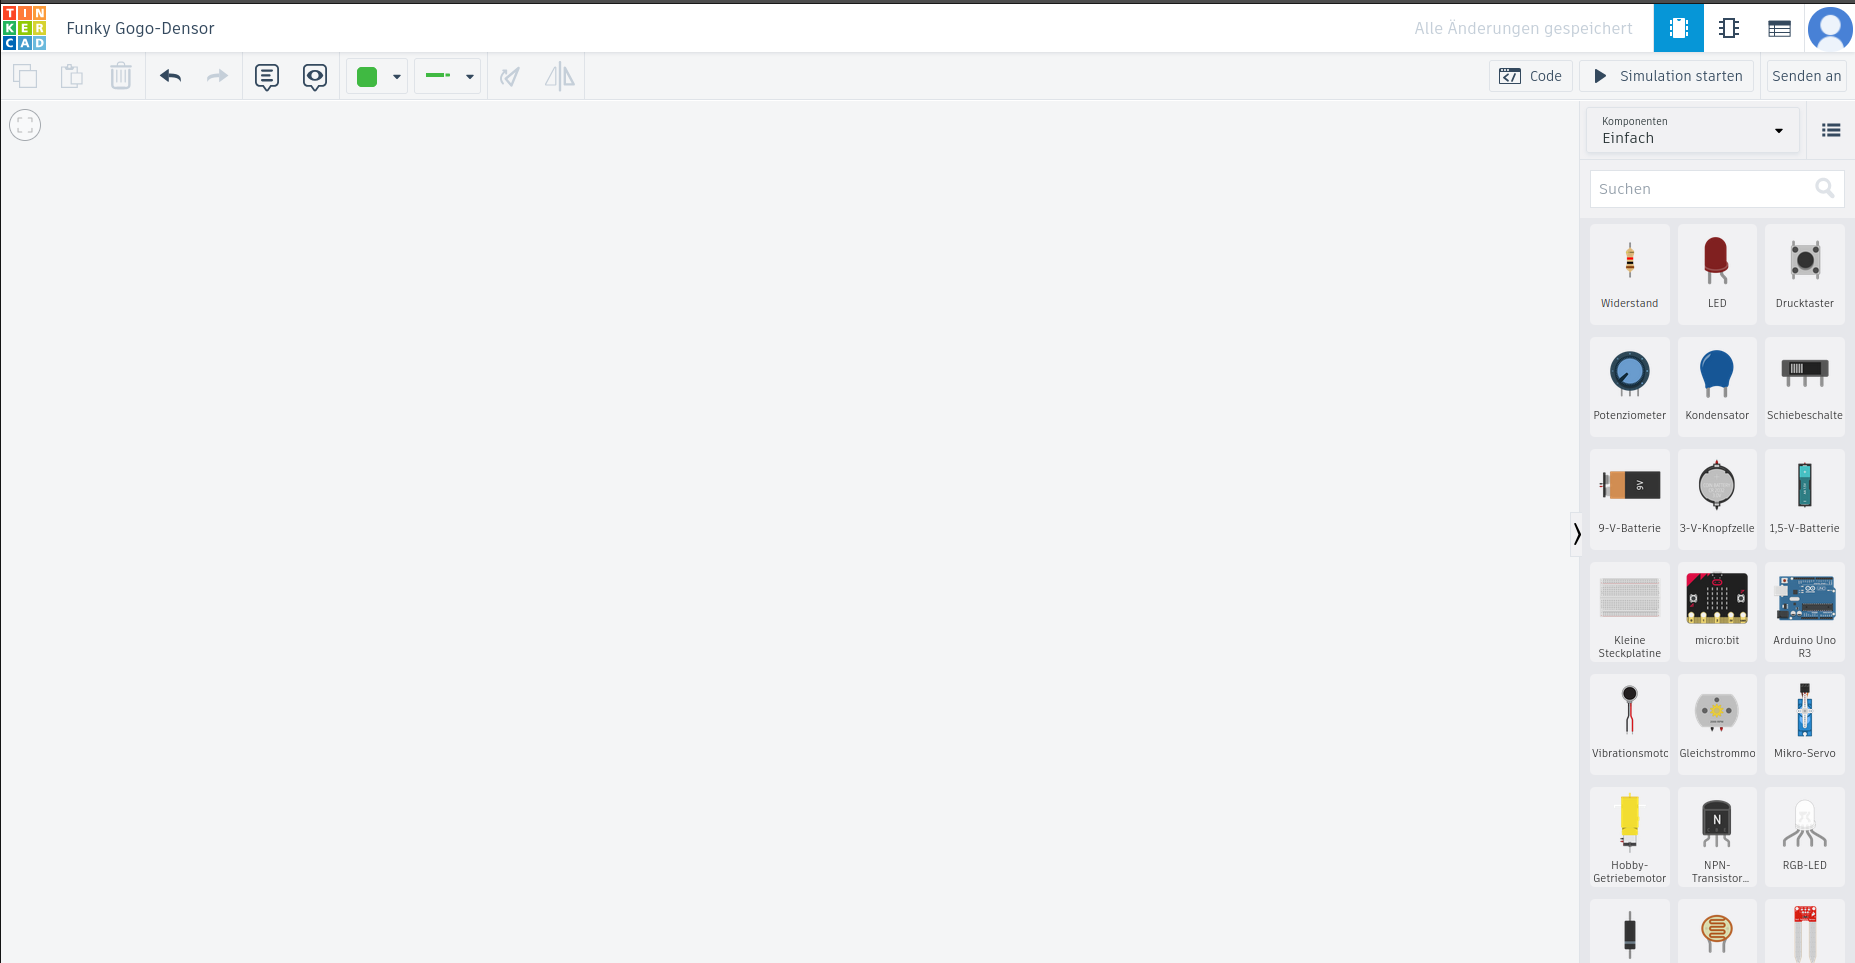 TIN
KER
CAD
Funky Gogo-Densor
Alle Änderungen gespeichert
Code
Simulation starten
Senden an
Komponenten
Einfach
Suchen
Widerstand
LED
Drucktaster
Potenziometer
Kondensator
Schiebeschalte
9V
9-V-Batterie
3-V-Knopfzelle
1,5-V-Batterie
Kleine
Steckplatine
micro:bit
Arduino Uno
R3
Vibrationsmotc
Gleichstrommo
Mikro-Servo
Hobby-
Getriebemotor
N
NPN-
Transistor...
RGB-LED